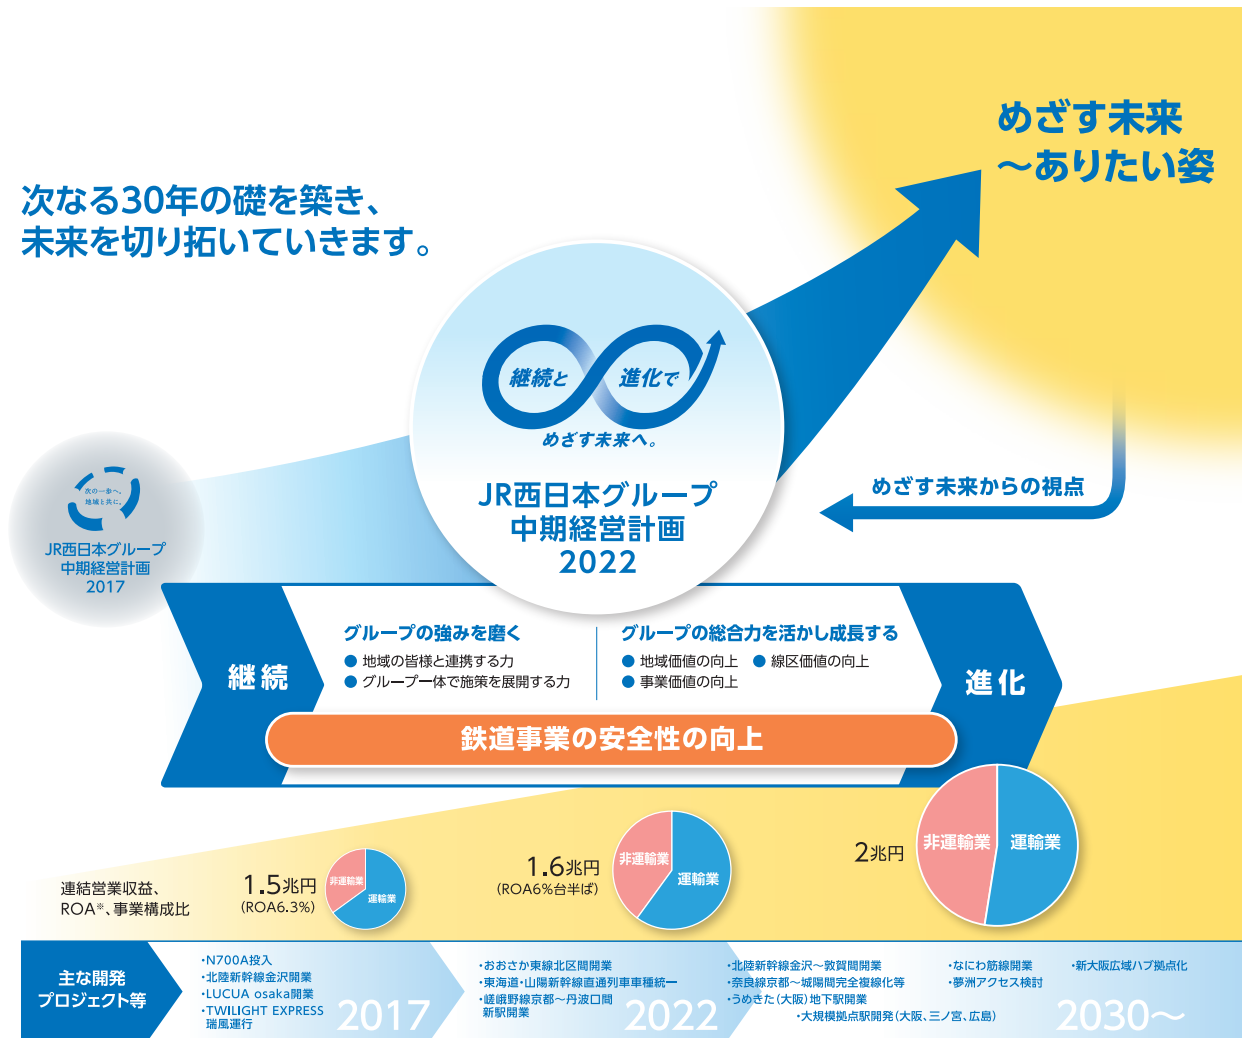 めざす未来
～ありたい姿
次なる30年の礎を築き、
未来を切り拓いていきます。
継続と
進化で
めざす未来へ。
JR西日本グループ
中期経営計画
2022
めざす未来からの視点
次の一歩へ。
地域と共に。
JR西日本グループ
中期経営計画
2017
継続
グループの強みを磨く
● 地域の皆様と連携する力
● グループ一体で施策を展開する力
グループの総合力を活かし成長する
● 地域価値の向上 ● 線区価値の向上
● 事業価値の向上
進化
鉄道事業の安全性の向上
連結営業収益、
ROA※、事業構成比
1.5兆円
(ROA6.3%)
非運輸業
運輸業
1.6兆円
(ROA6%台半ば)
非運輸業
運輸業
2兆円
非運輸業
運輸業
主な開発
プロジェクト等
・N700A投入
・北陸新幹線金沢開業
・LUCUA osaka開業
・TWILIGHT EXPRESS
瑞風運行
2017
・おおさか東線北区間開業
・東海道・山陽新幹線直通列車車種統一
・嵯峨野線京都～丹波口間
新駅開業
2022
・北陸新幹線金沢～敦賀間開業
・奈良線京都～城陽間完全複線化等
・うめきた(大阪)地下駅開業
・大規模拠点駅開発(大阪、三ノ宮、広島)
・なにわ筋線開業
・夢洲アクセス検討
・新大阪広域ハブ拠点化
2030～